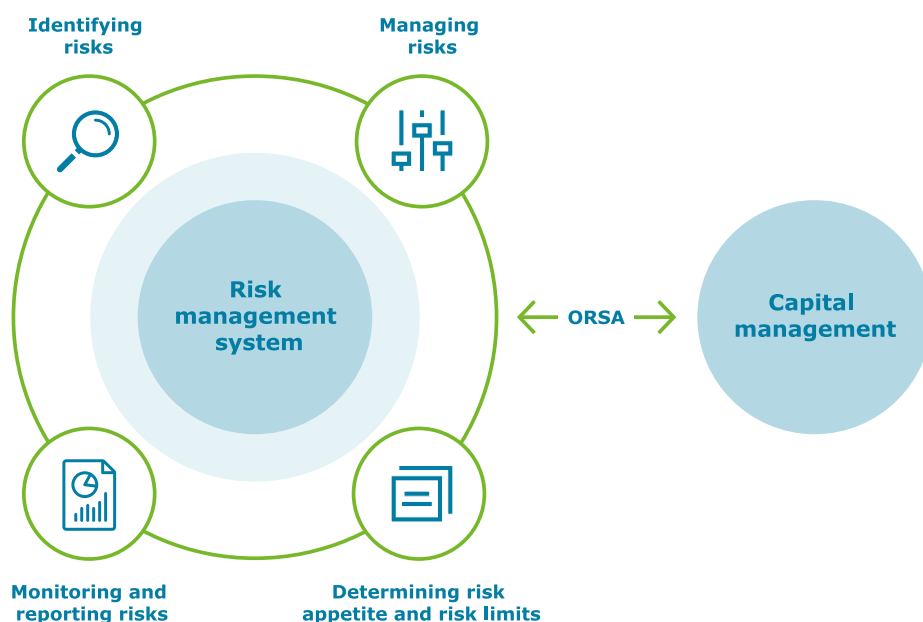 Identifying
risks
Managing
risks
Risk
management
system
ORSA
Capital
management
Monitoring and
reporting risks
Determining risk
appetite and risk limits